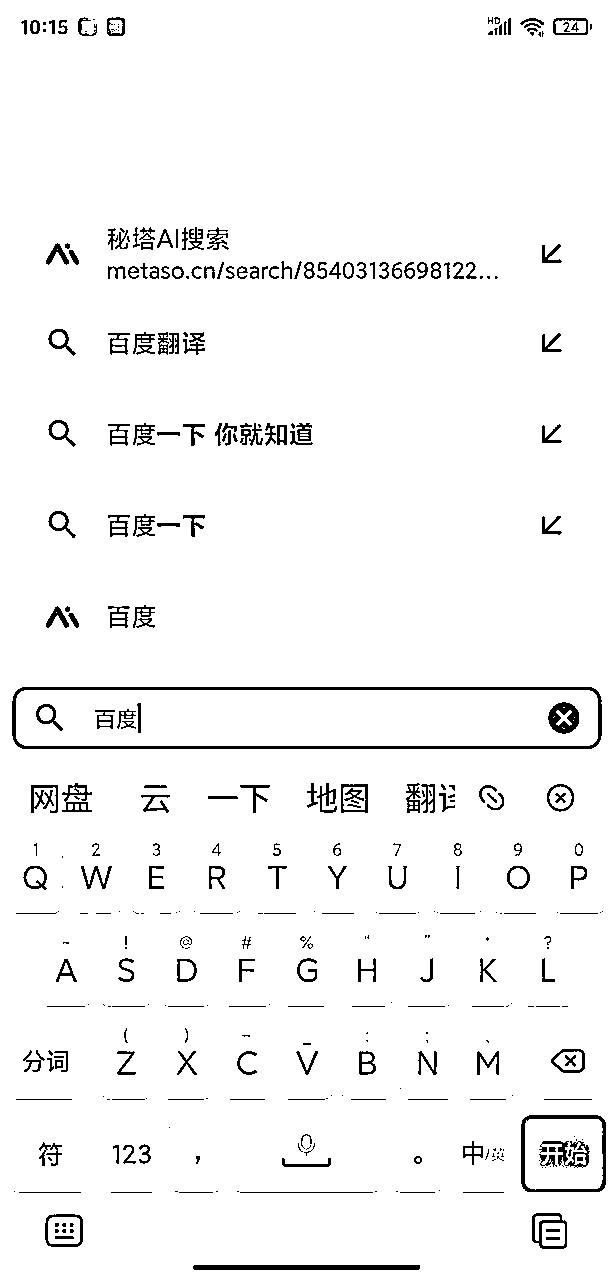 10:15 HD 24
秘塔AI搜索
metaso.cn/search/85403136698122...
百度翻译
百度一下 你就知道
百度一下
百度
百度
网盘 云 一下 地图 翻译
1 2 3 4 5 6 7 8 9 0
Q W E R T Y U I O P
~ ! @ # % “ ” * ?
A S D F G H J K L
( ) - _ : ; 、
分词 Z X C V B N M
符 123 , 。 中/英 开始